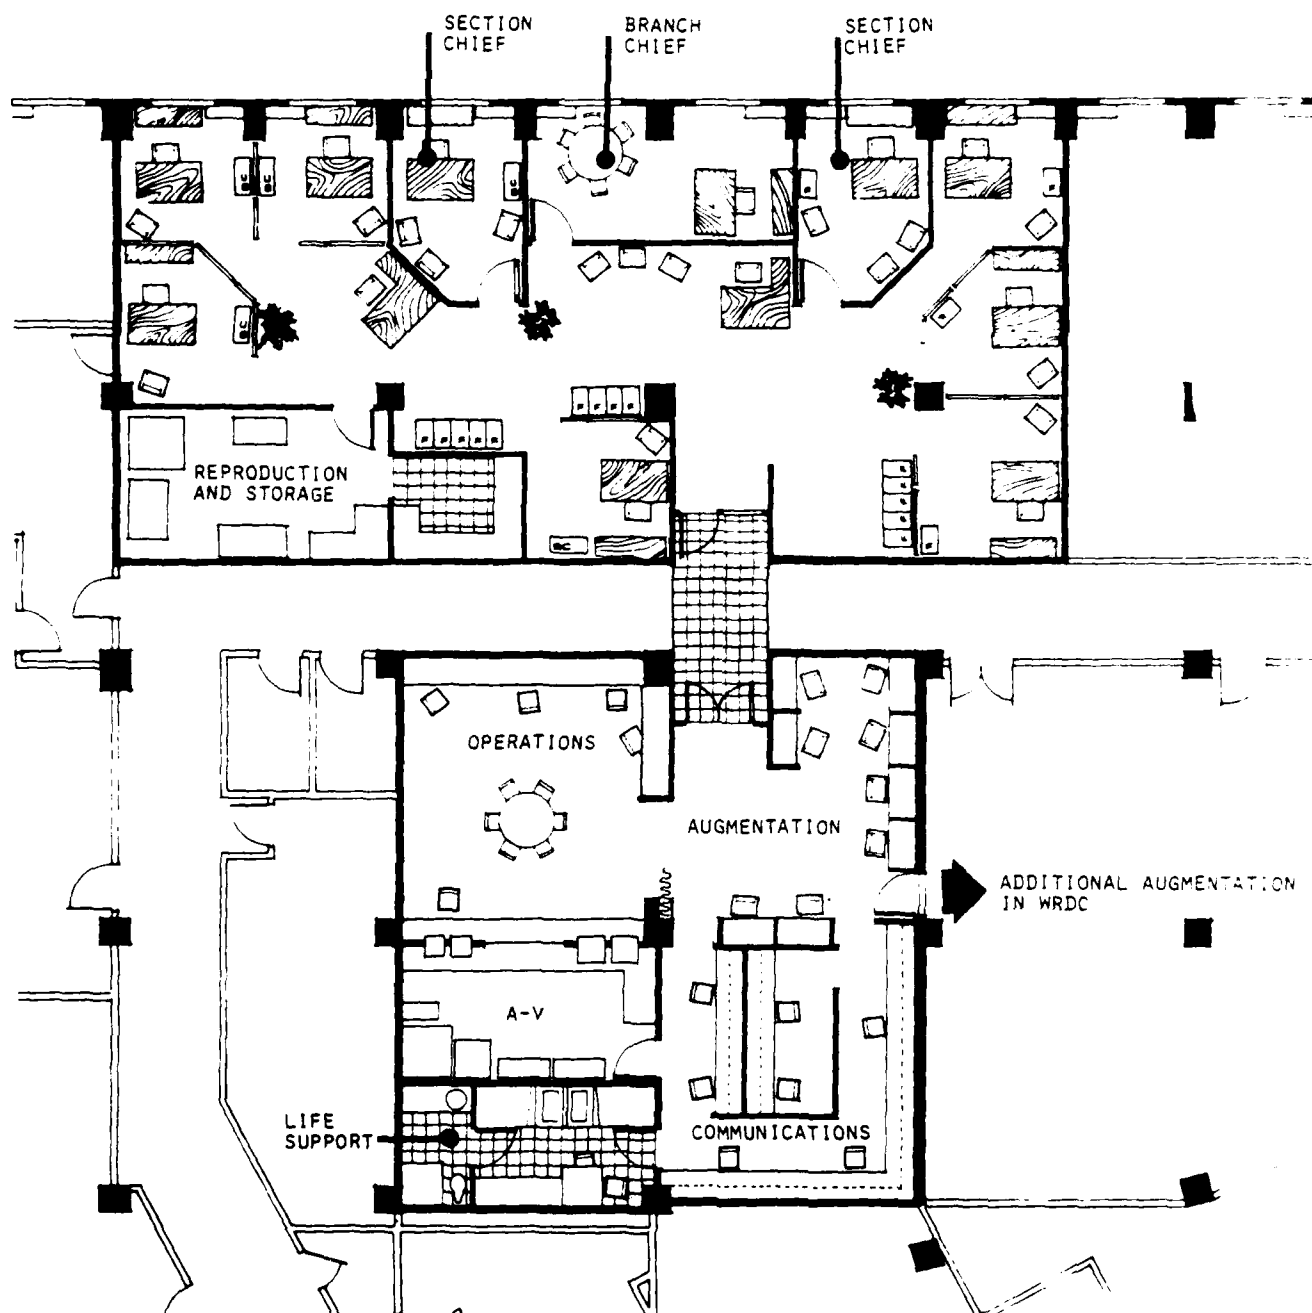 SECTION
CHIEF
BRANCH
CHIEF
SECTION
CHIEF
REPRODUCTION
AND STORAGE
OPERATIONS
AUGMENTATION
ADDITIONAL AUGMENTATION
IN WRDC
A-V
LIFE
SUPPORT
COMMUNICATIONS